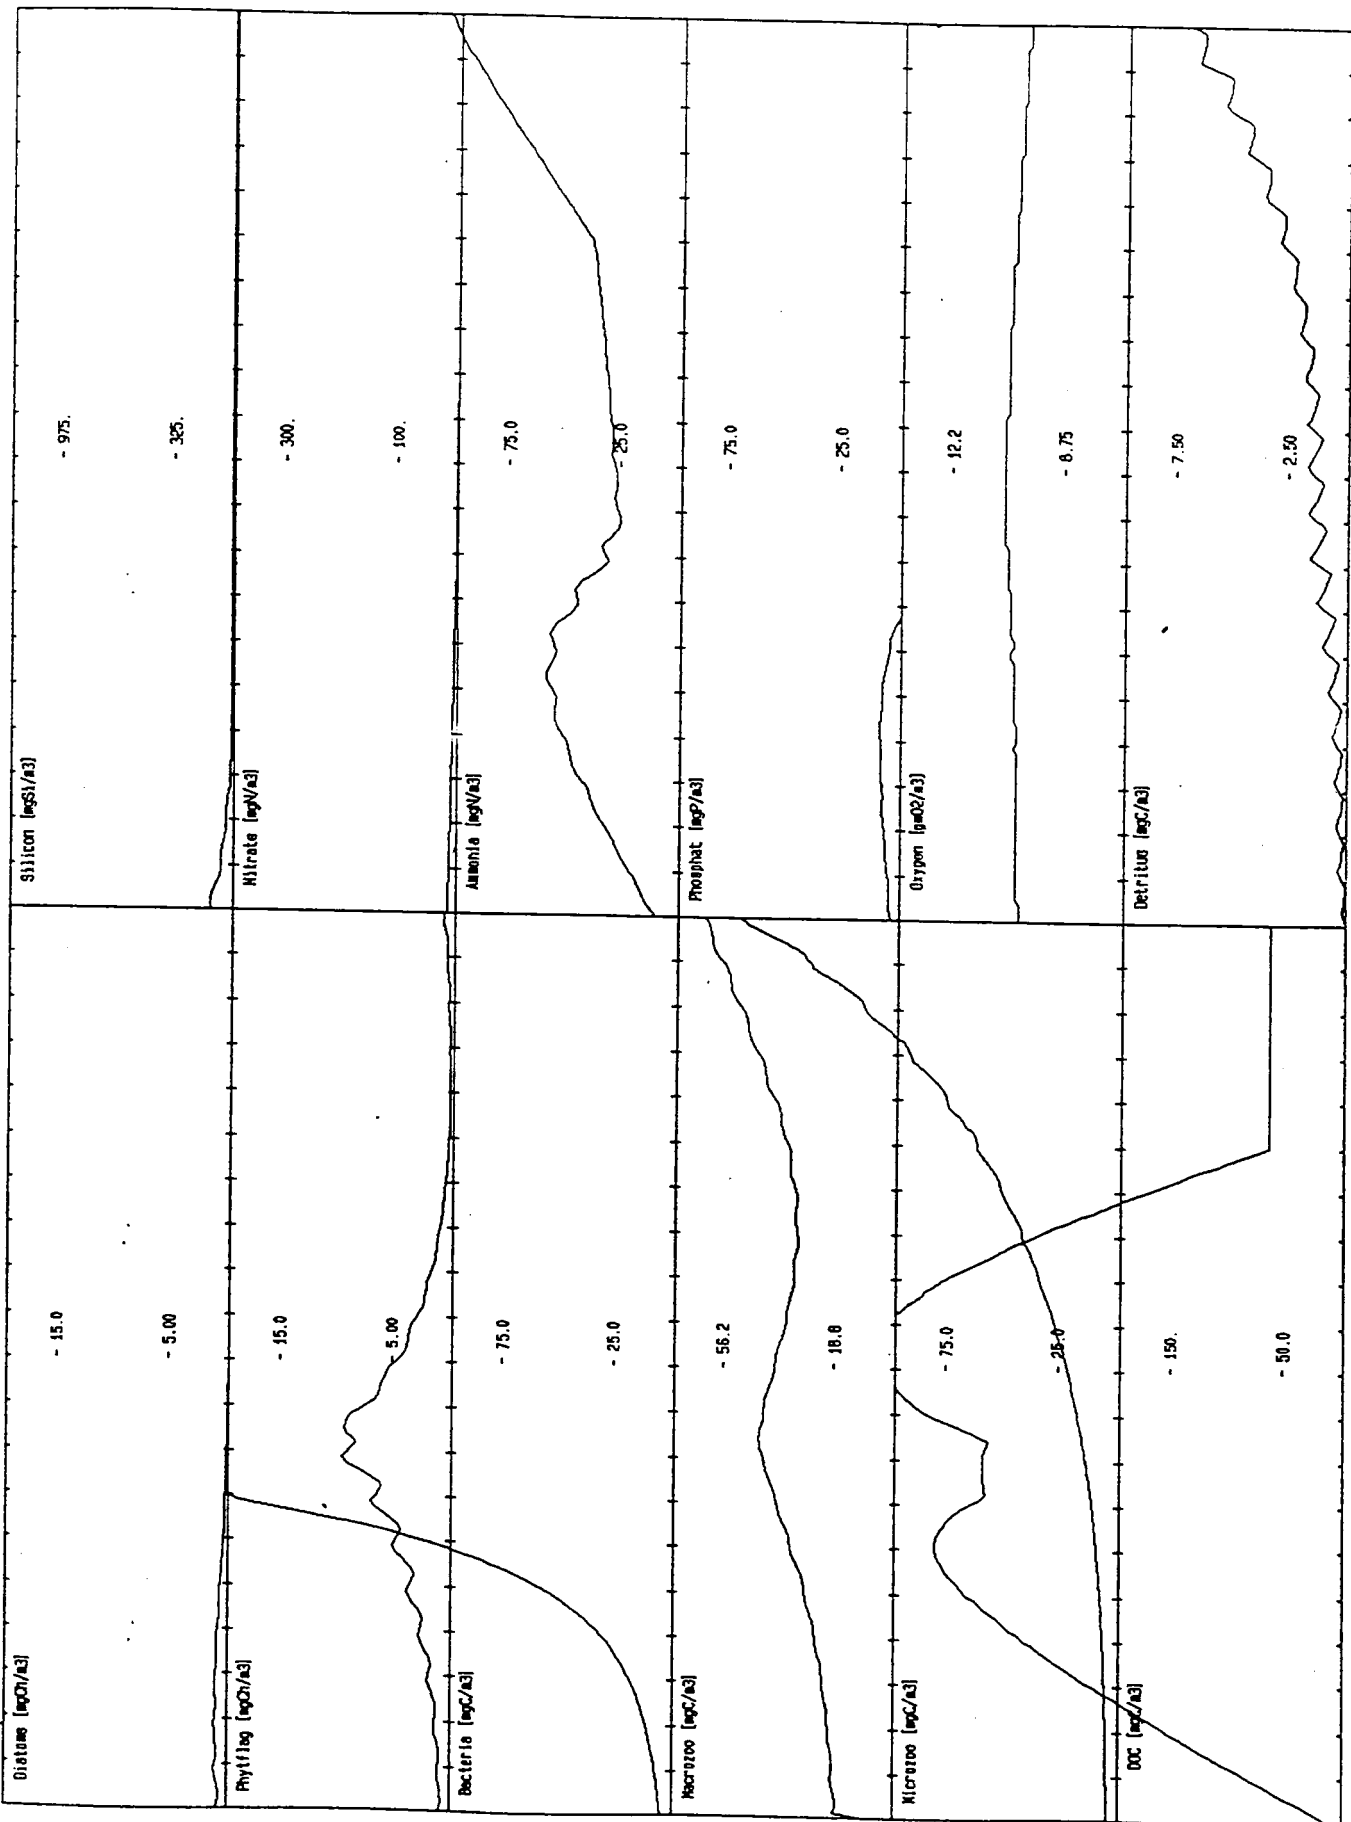 Diatoms [mgCh/m3]
- 15.0
- 5.00
Phytflag [mgCh/m3]
- 15.0
- 5.00
Bacteria [mgC/m3]
- 75.0
- 25.0
Macrozoo [mgC/m3]
- 56.2
- 18.8
Microzoo [mgC/m3]
- 75.0
- 25.0
DOC [mgC/m3]
- 150.
- 50.0
Silicon [mgSi/m3]
- 975.
- 325.
Nitrate [mgN/m3]
- 300.
- 100.
Ammonia [mgN/m3]
- 75.0
- 25.0
Phosphat [mgP/m3]
- 75.0
- 25.0
Oxygen [gmO2/m3]
- 12.2
- 8.75
Detritus [mgC/m3]
- 7.50
- 2.50